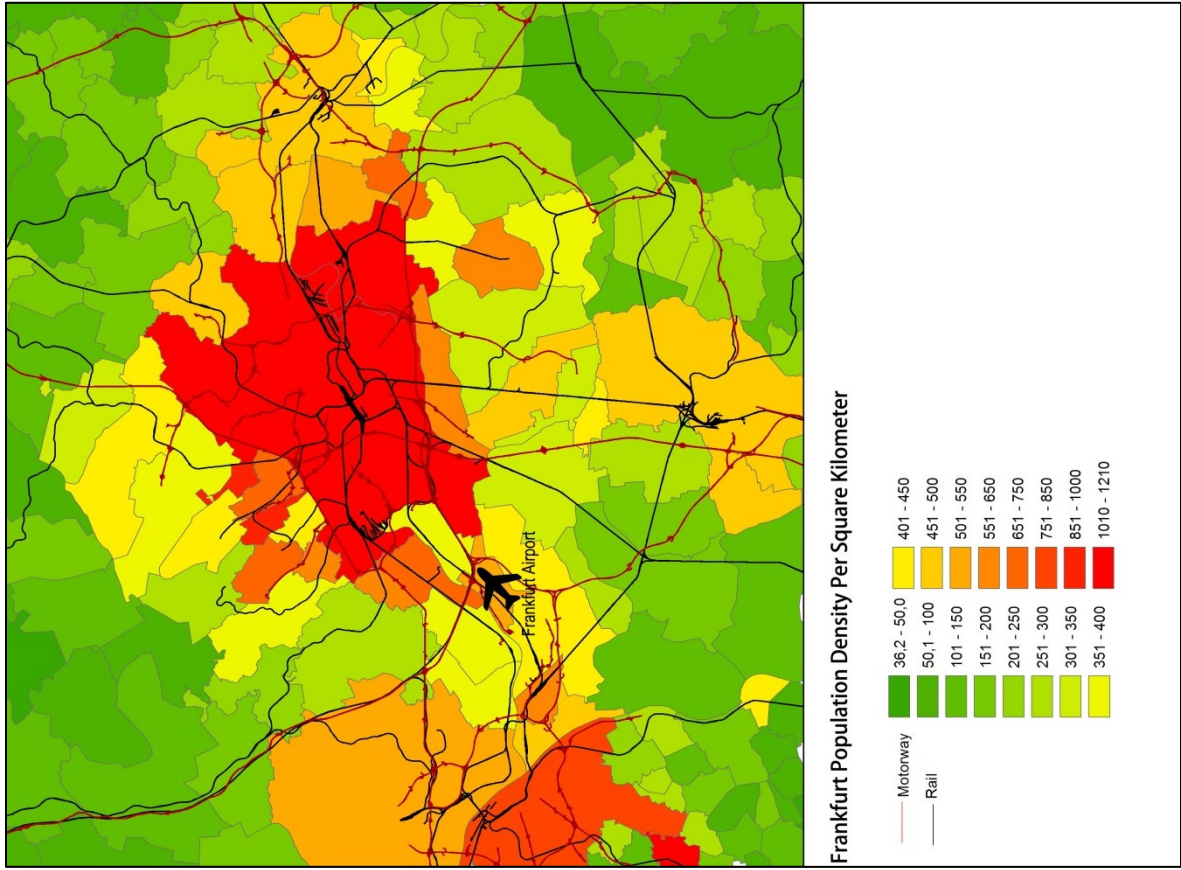 Frankfurt Airport
Frankfurt Population Density Per Square Kilometer
Motorway
Rail
36,2 - 50,0
50,1 - 100
101 - 150
151 - 200
201 - 250
251 - 300
301 - 350
351 - 400
401 - 450
451 - 500
501 - 550
551 - 650
651 - 750
751 - 850
851 - 1000
1010 - 1210